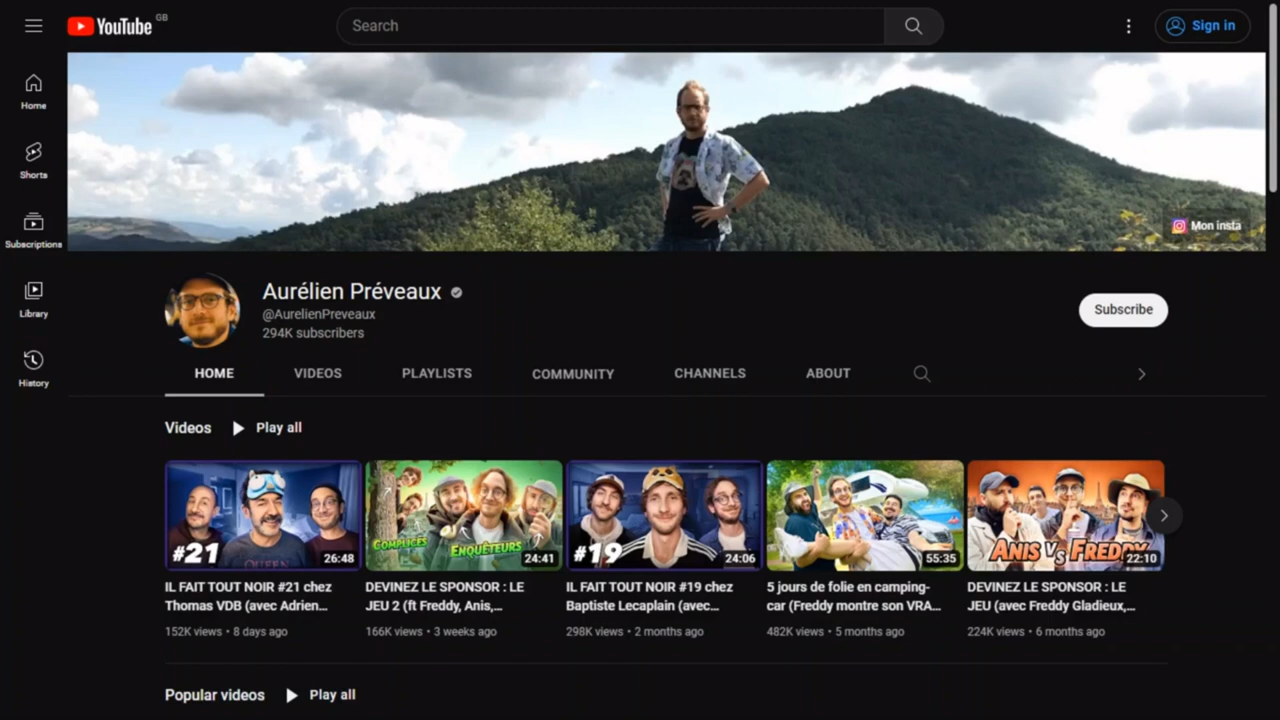 YouTube GB
Search
Sign in
Home
Shorts
Subscriptions
Library
History
Mon insta
Aurélien Préveaux
@AurelienPreveaux
294K subscribers
Subscribe
HOME VIDEOS PLAYLISTS COMMUNITY CHANNELS ABOUT
Videos Play all
#21 QUEEN 26:48
COMPLICES ENQUÊTEURS 24:41
#19 24:06
55:35
ANIS VS FREDDY 22:10
IL FAIT TOUT NOIR #21 chez
Thomas VDB (avec Adrien...
152K views • 8 days ago
DEVINEZ LE SPONSOR : LE
JEU 2 (ft Freddy, Anis,...
166K views • 3 weeks ago
IL FAIT TOUT NOIR #19 chez
Baptiste Lecaplain (avec...
298K views • 2 months ago
5 jours de folie en camping-
car (Freddy montre son VRA...
482K views • 5 months ago
DEVINEZ LE SPONSOR : LE
JEU (avec Freddy Gladieux,...
224K views • 6 months ago
Popular videos Play all